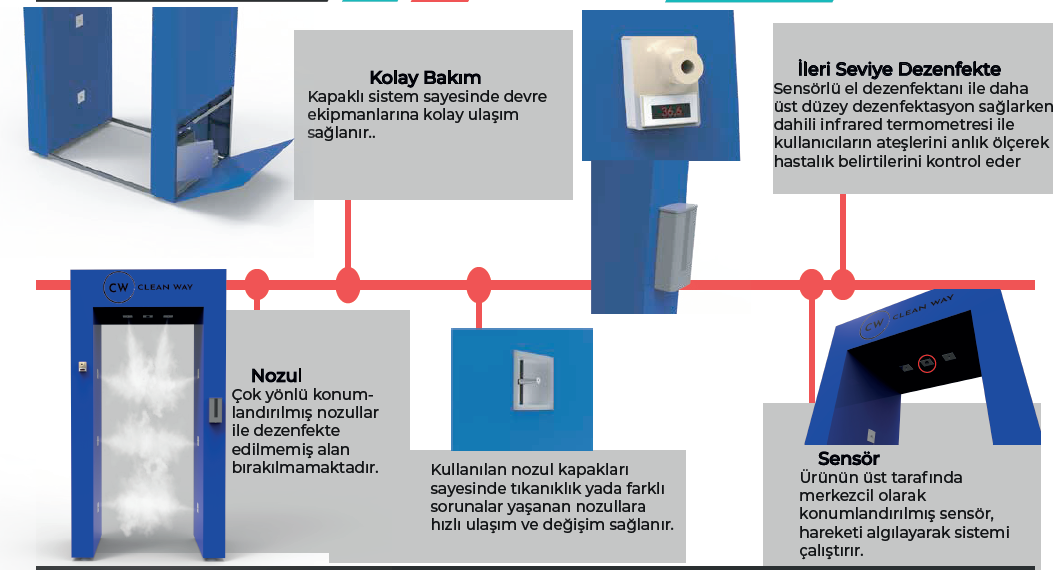 Kolay Bakım
Kapaklı sistem sayesinde devre
ekipmanlarına kolay ulaşım
sağlanır..
36,6
İleri Seviye Dezenfekte
Sensörlü el dezenfektanı ile daha
üst düzey dezenfektasyon sağlarken
dahili infrared termometresi ile
kullanıcıların ateşlerini anlık ölçerek
hastalık belirtilerini kontrol eder
CW CLEAN WAY
Nozul
Çok yönlü konum-
landırılmış nozullar
ile dezenfekte
edilmemiş alan
bırakılmamaktadır.
Kullanılan nozul kapakları
sayesinde tıkanıklık yada farklı
sorunalar yaşanan nozullara
hızlı ulaşım ve değişim sağlanır.
CW CLEAN WAY
Sensör
Ürünün üst tarafında
merkezcil olarak
konumlandırılmış sensör,
hareketi algılayarak sistemi
çalıştırır.